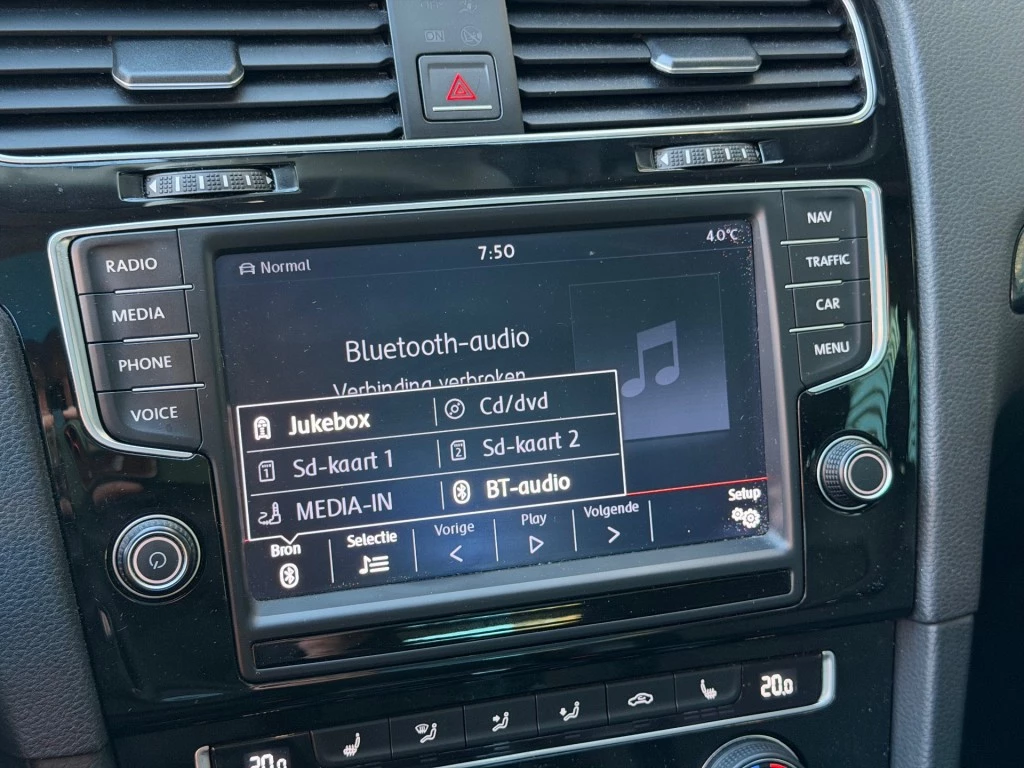 ON
RADIO
MEDIA
PHONE
VOICE
NAV
TRAFFIC
CAR
MENU
Normal
7:50
4.0°C
Bluetooth-audio
Verbinding verbroken
Jukebox
Cd/dvd
1 Sd-kaart 1
2 Sd-kaart 2
MEDIA-IN
BT-audio
Bron
Selectie
Vorige
Play
Volgende
Setup
20.0
20.0